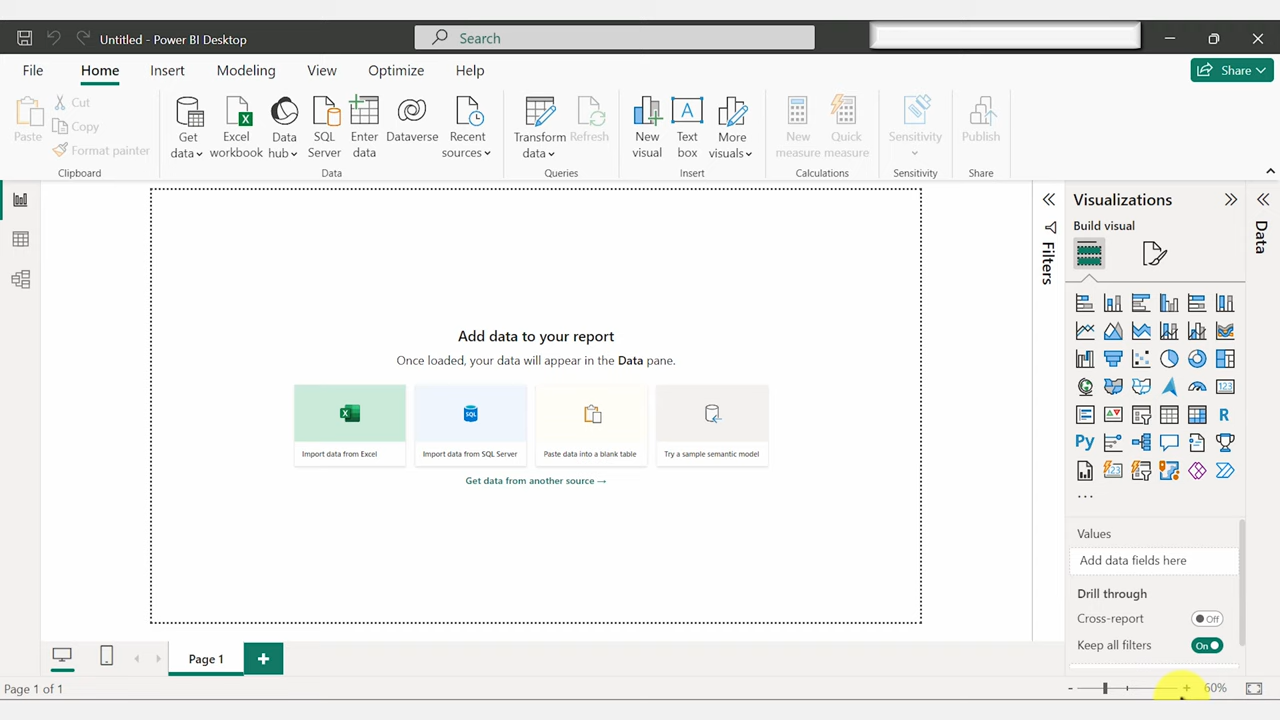 Untitled - Power BI Desktop
Search
File Home Insert Modeling View Optimize Help
Share
Paste
Cut
Copy
Format painter
Clipboard
Get data
Excel workbook
Data hub
SQL Server
Enter data
Dataverse
Recent sources
Data
Transform data
Refresh
Queries
New visual
Text box
More visuals
Insert
New measure
Quick measure
Calculations
Sensitivity
Sensitivity
Publish
Share
Add data to your report
Once loaded, your data will appear in the Data pane.
Import data from Excel
SQL
Import data from SQL Server
Paste data into a blank table
Try a sample semantic model
Get data from another source →
Filters
Visualizations
Build visual
123
R
Py
123
...
Values
Add data fields here
Drill through
Cross-report Off
Keep all filters On
Data
Page 1
Page 1 of 1
- + 60%